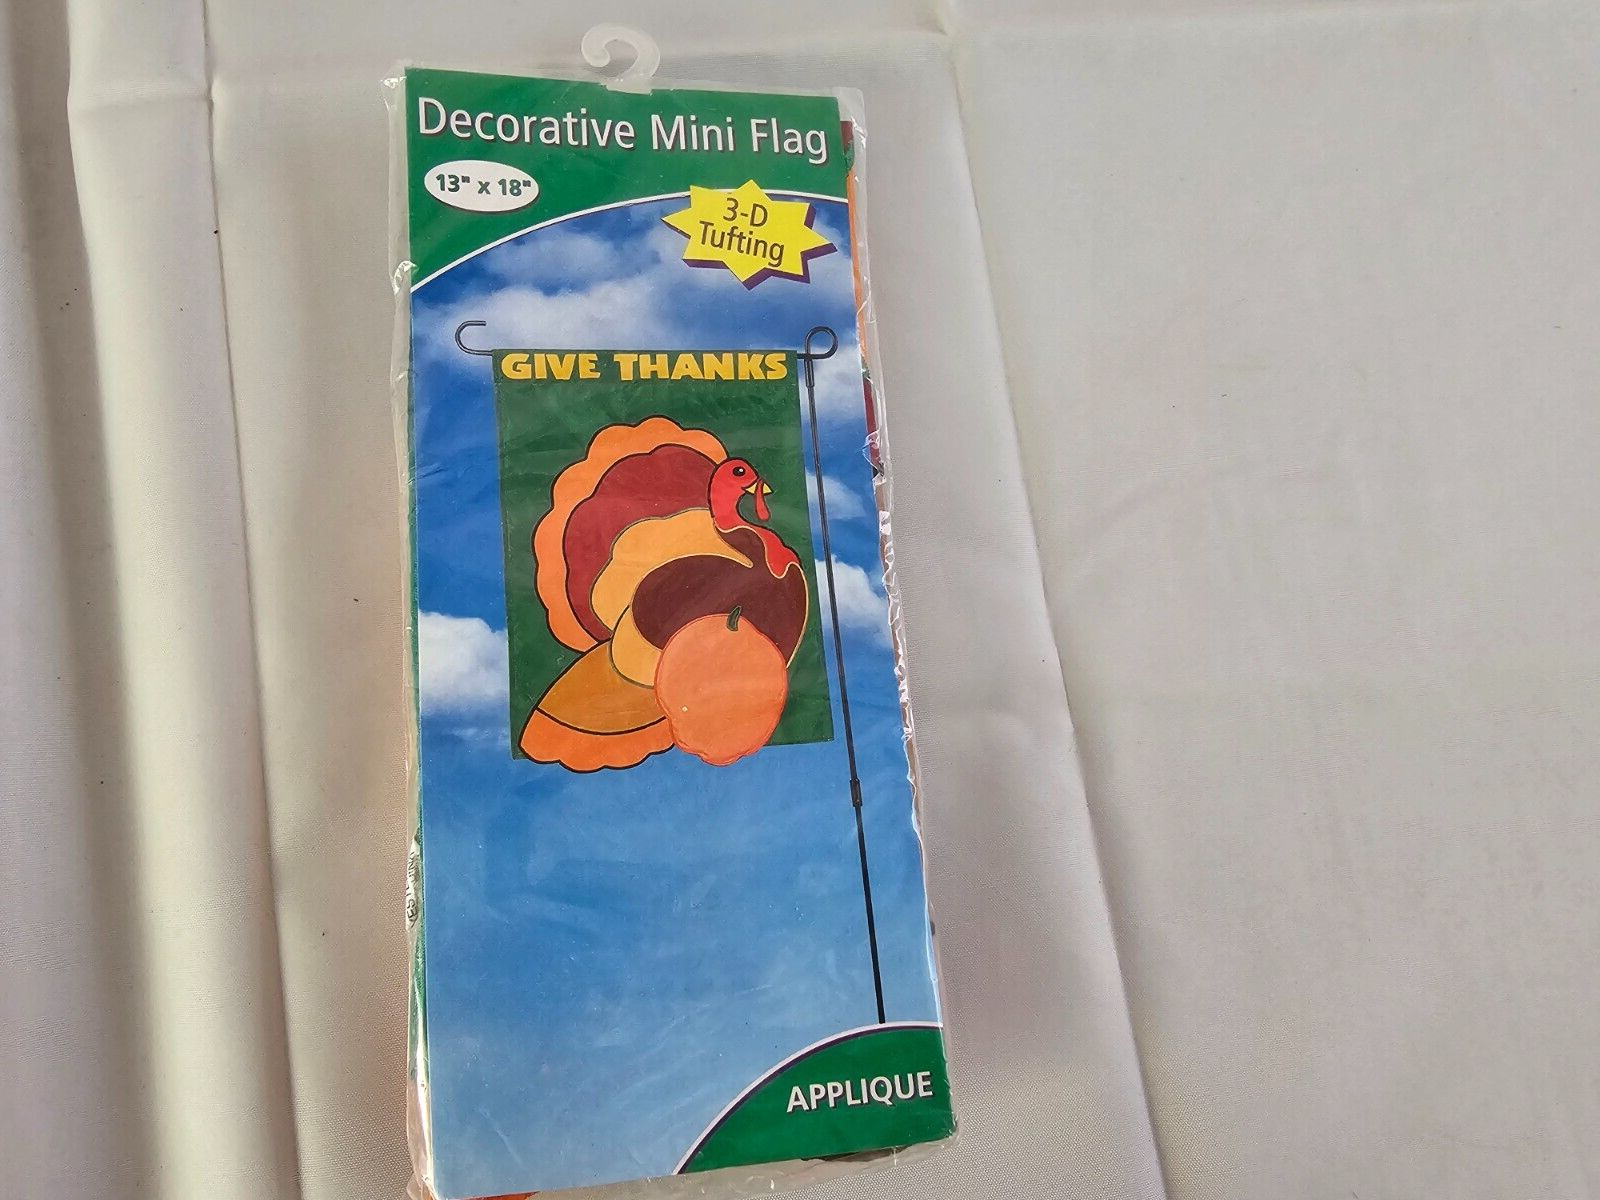 Decorative Mini Flag
13" x 18"
3-D
Tufting
GIVE THANKS
APPLIQUE